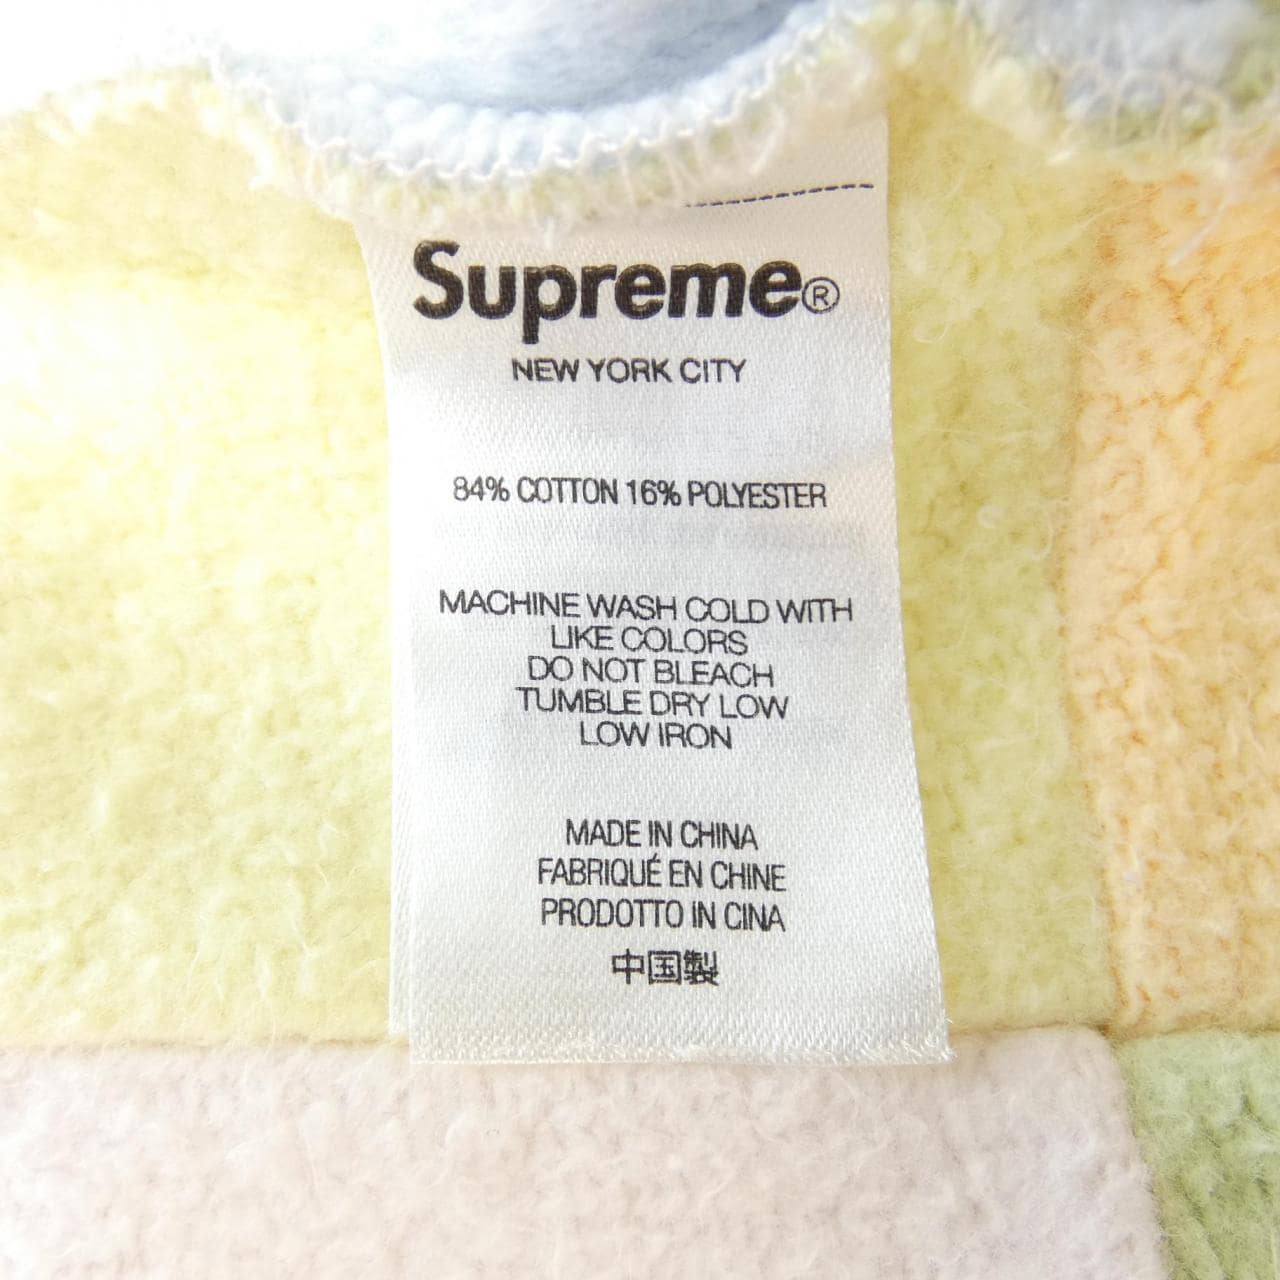 Supreme®
NEW YORK CITY
84% COTTON 16% POLYESTER
MACHINE WASH COLD WITH
LIKE COLORS
DO NOT BLEACH
TUMBLE DRY LOW
LOW IRON
MADE IN CHINA
FABRIQUÉ EN CHINE
PRODOTTO IN CINA
中国製